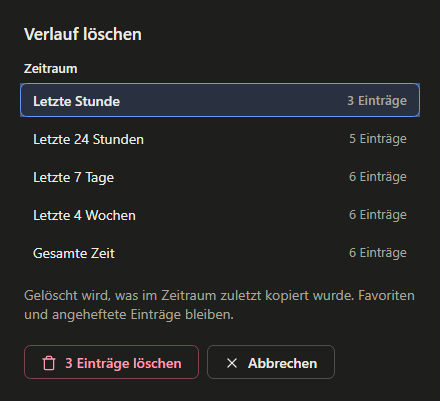 Verlauf löschen
Zeitraum
Letzte Stunde 3 Einträge
Letzte 24 Stunden 5 Einträge
Letzte 7 Tage 6 Einträge
Letzte 4 Wochen 6 Einträge
Gesamte Zeit 6 Einträge
Gelöscht wird, was im Zeitraum zuletzt kopiert wurde. Favoriten
und angeheftete Einträge bleiben.
3 Einträge löschen Abbrechen